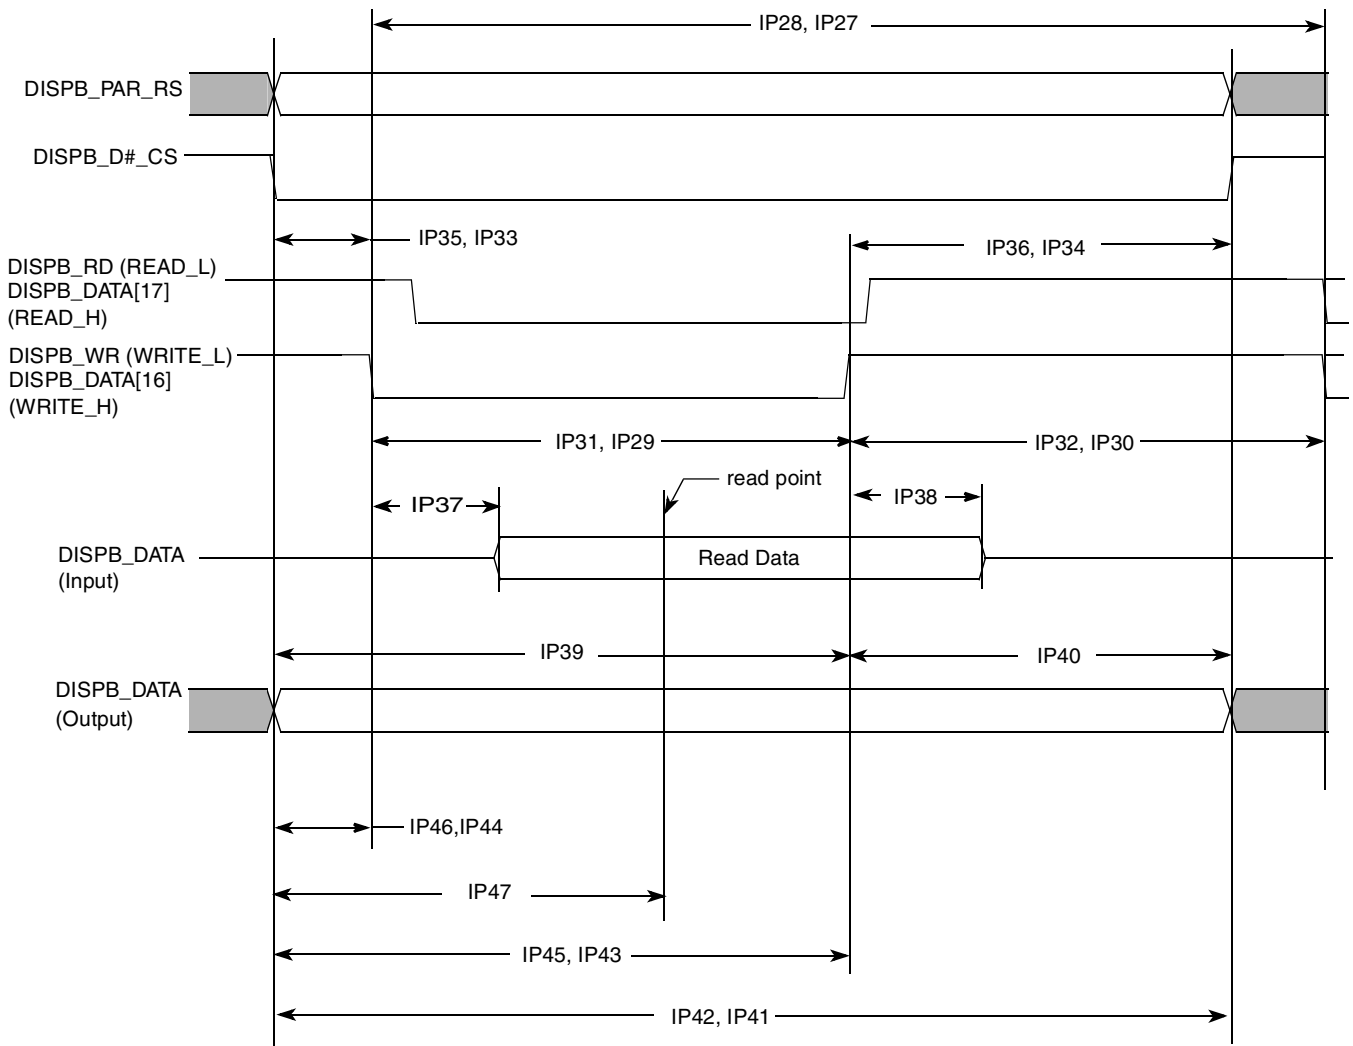 IP28, IP27
DISPB_PAR_RS
DISPB_D#_CS
IP35, IP33
IP36, IP34
DISPB_RD (READ_L)
DISPB_DATA[17]
(READ_H)
DISPB_WR (WRITE_L)
DISPB_DATA[16]
(WRITE_H)
IP31, IP29
IP32, IP30
read point
IP37
IP38
DISPB_DATA
(Input)
Read Data
IP39
IP40
DISPB_DATA
(Output)
IP46,IP44
IP47
IP45, IP43
IP42, IP41